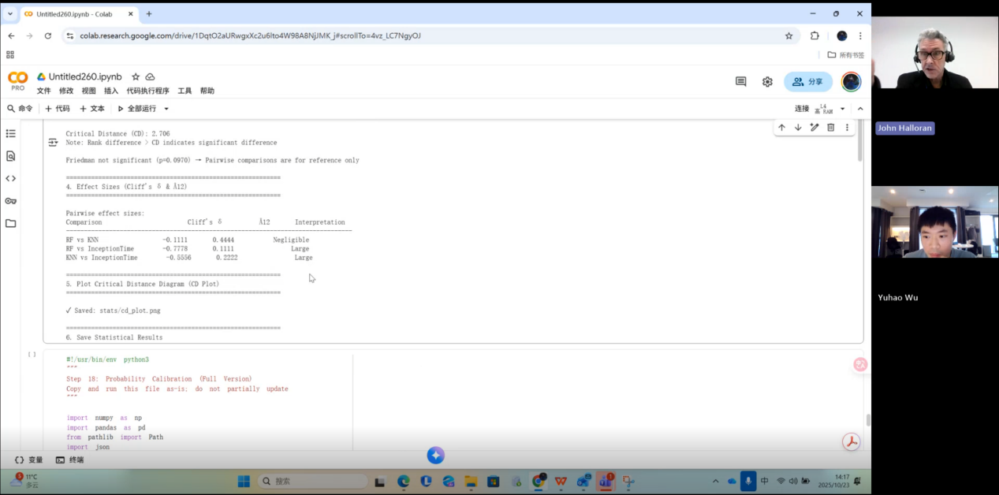 Untitled260.ipynb - Colab
colab.research.google.com/drive/1DqtO2aURwgxXc2u6lto4W98A8NjJMK_j#scrollTo=4vz_LC7NgyOJ
所有书签
CO
PRO
Untitled260.ipynb
文件 修改 视图 插入 代码执行程序 工具 帮助
分享
命令 + 代码 + 文本 全部运行
连接 L4
高 RAM
Critical Distance (CD): 2.706
Note: Rank difference > CD indicates significant difference
Friedman not significant (p=0.0970) → Pairwise comparisons are for reference only
============================================================
4. Effect Sizes (Cliff's δ & Â12)
============================================================
Pairwise effect sizes:
Comparison Cliff's δ Â12 Interpretation
--------------------------------------------------------------------------------
RF vs KNN -0.1111 0.4444 Negligible
RF vs InceptionTime -0.7778 0.1111 Large
KNN vs InceptionTime -0.5556 0.2222 Large
============================================================
5. Plot Critical Distance Diagram (CD Plot)
============================================================
✓ Saved: stats/cd_plot.png
============================================================
6. Save Statistical Results
[ ]
#!/usr/bin/env python3
"""
Step 18: Probability Calibration (Full Version)
Copy and run this file as-is; do not partially update
"""
import numpy as np
import pandas as pd
from pathlib import Path
import json
变量 终端
11°C
多云
搜索
中
14:17
2025/10/23
John Halloran
Yuhao Wu